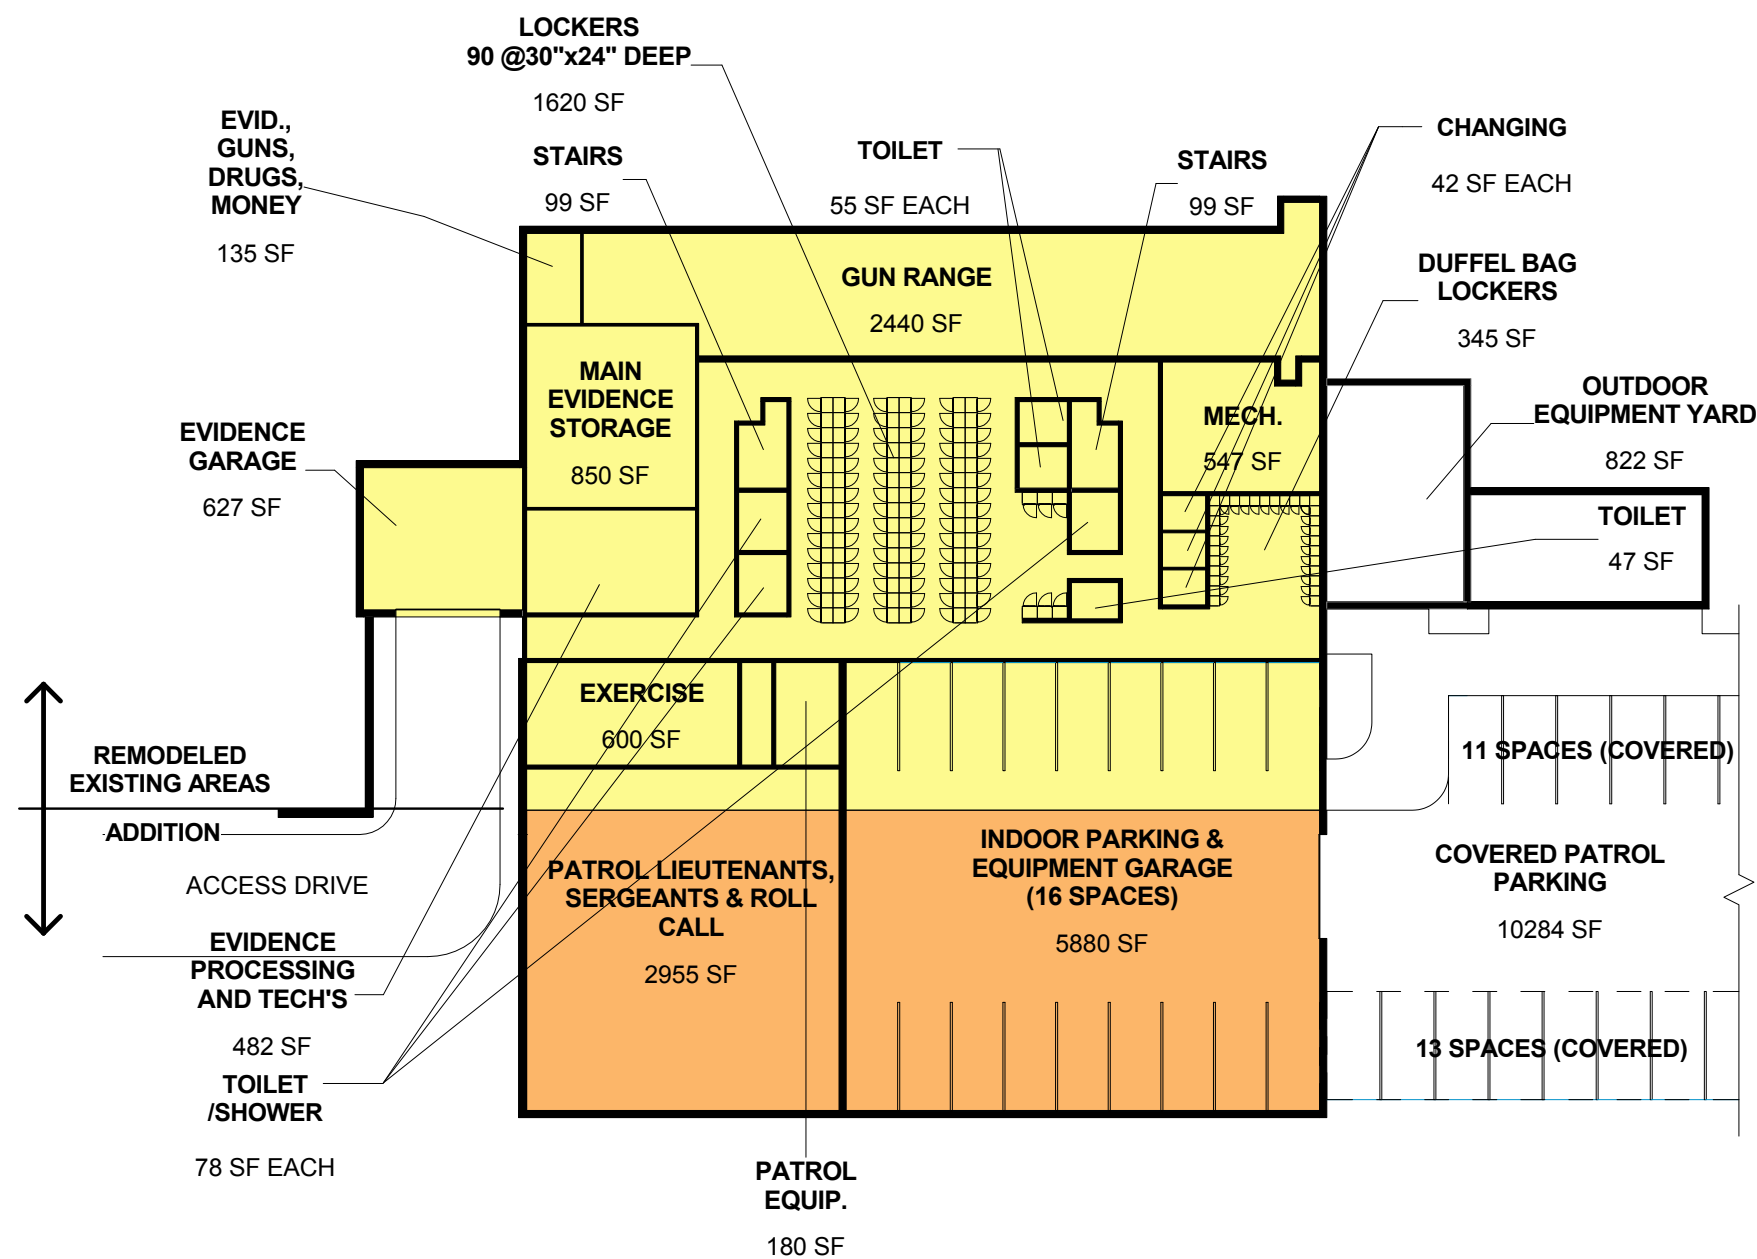 LOCKERS
90 @30"x24" DEEP
1620 SF
EVID.,
GUNS,
DRUGS,
MONEY
135 SF
STAIRS
99 SF
TOILET
55 SF EACH
STAIRS
99 SF
CHANGING
42 SF EACH
GUN RANGE
2440 SF
DUFFEL BAG
LOCKERS
345 SF
MAIN
EVIDENCE
STORAGE
850 SF
MECH.
547 SF
OUTDOOR
EQUIPMENT YARD
822 SF
EVIDENCE
GARAGE
627 SF
TOILET
47 SF
EXERCISE
600 SF
REMODELED
EXISTING AREAS
ADDITION
ACCESS DRIVE
11 SPACES (COVERED)
PATROL LIEUTENANTS,
SERGEANTS & ROLL
CALL
2955 SF
INDOOR PARKING &
EQUIPMENT GARAGE
(16 SPACES)
5880 SF
COVERED PATROL
PARKING
10284 SF
EVIDENCE
PROCESSING
AND TECH'S
482 SF
13 SPACES (COVERED)
TOILET
/SHOWER
78 SF EACH
PATROL
EQUIP.
180 SF